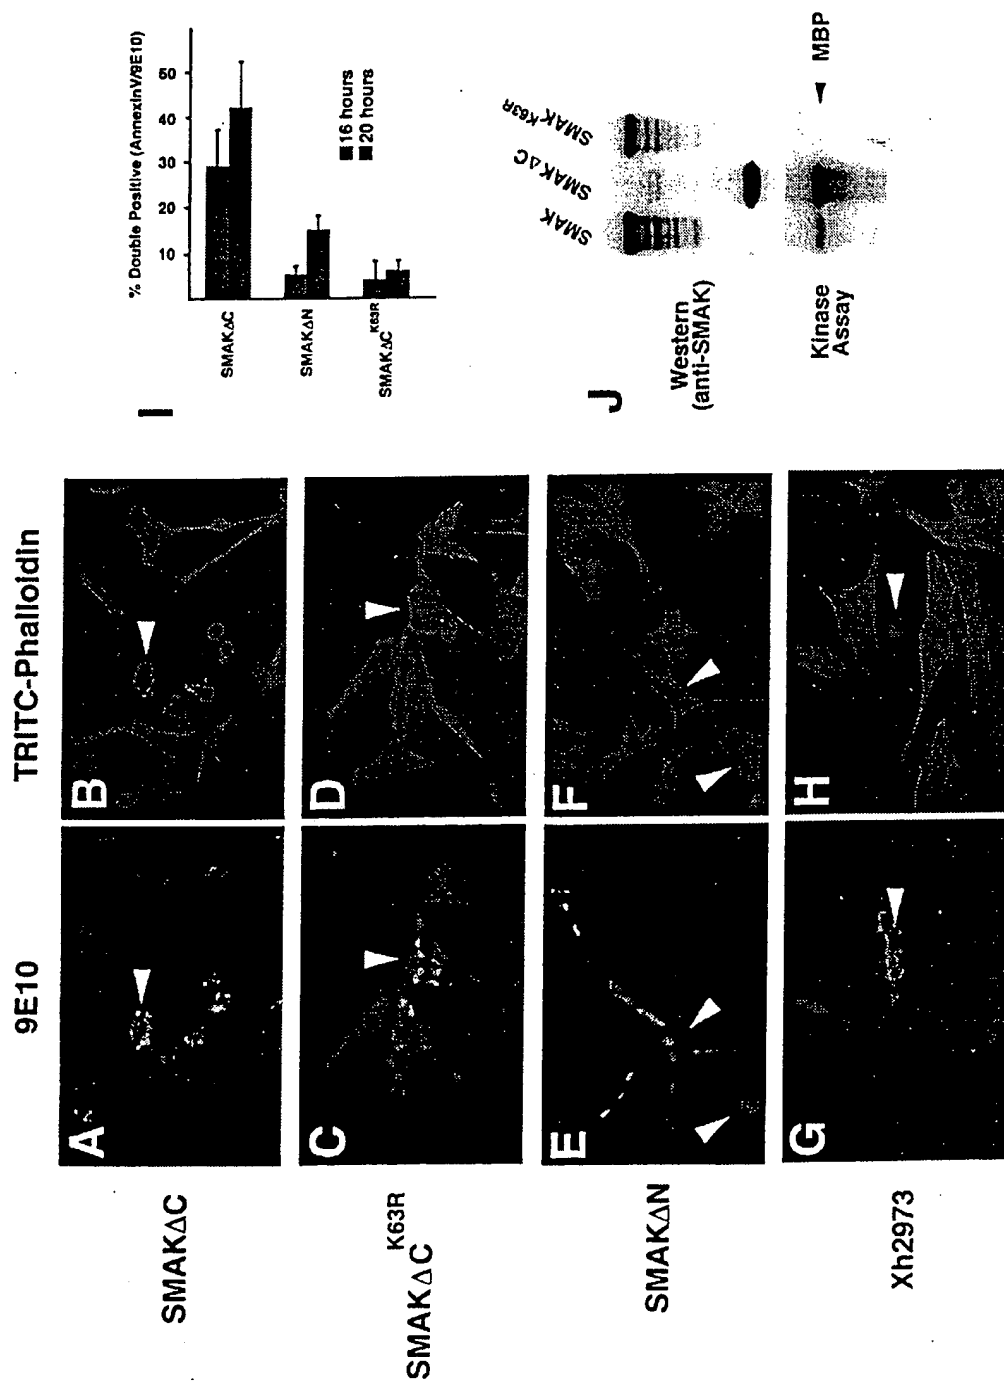 9E10
TRITC-Phalloidin
SMAKΔC
A
B
SMAKΔC K63R
C
D
SMAKΔN
E
F
Xh2973
G
H
I
% Double Positive (AnnexinV/9E10)
50
40
30
20
10
16 hours
20 hours
SMAKΔC
SMAKΔN
SMAKΔC K63R
J
SMAK
SMAKΔC
SMAK K63R
Western
(anti-SMAK)
Kinase
Assay
MBP